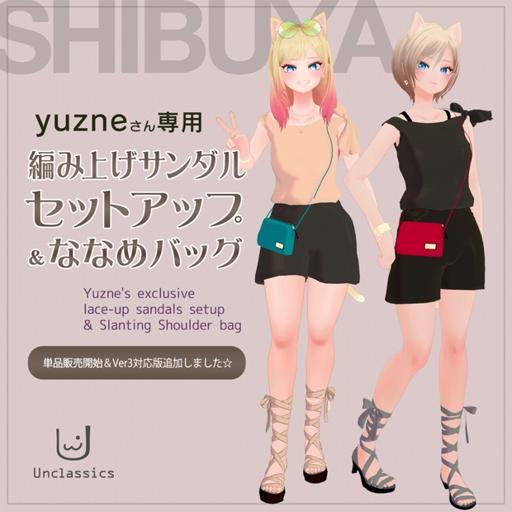 SHIBUYA
yuzneさん専用
編み上げサンダル
セットアップ
&ななめバッグ
Yuzne's exclusive
lace-up sandals setup
& Slanting Shoulder bag
単品販売開始&Ver3対応版追加しました☆
Unclassics